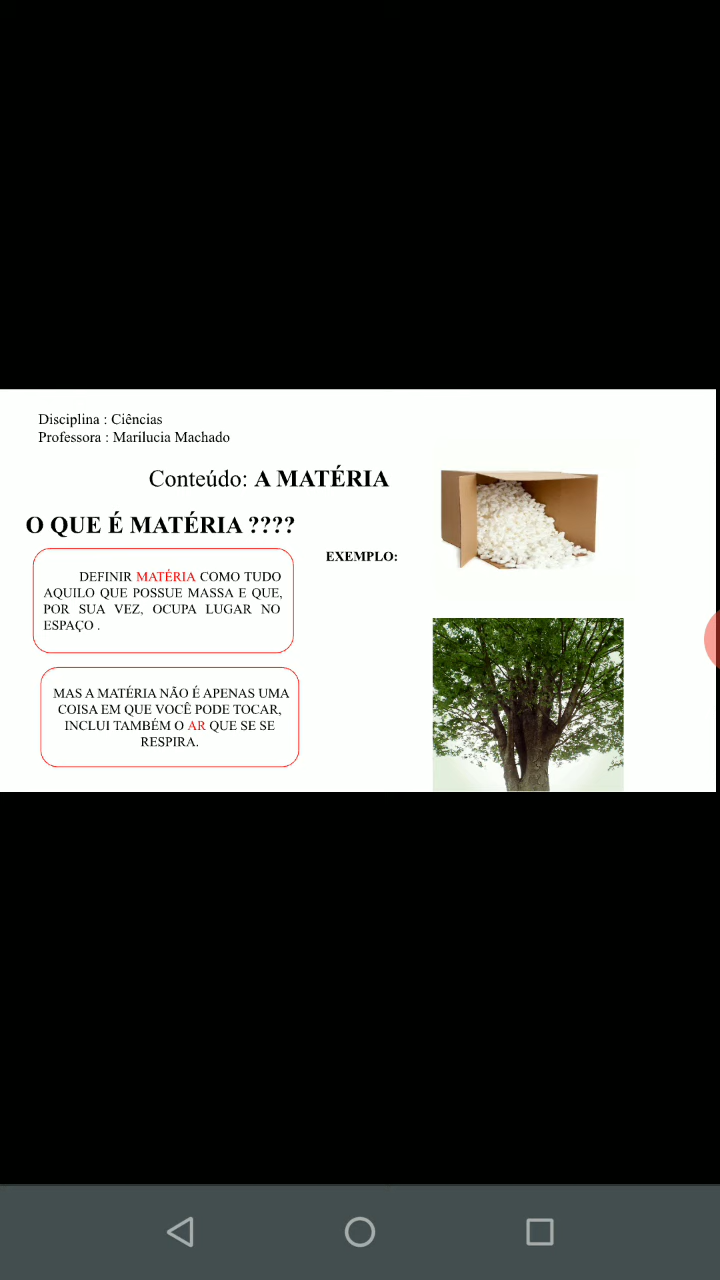 Disciplina : Ciências
Professora : Marilucia Machado
Conteúdo: A MATÉRIA
O QUE É MATÉRIA ????
EXEMPLO:
DEFINIR MATÉRIA COMO TUDO
AQUILO QUE POSSUE MASSA E QUE,
POR SUA VEZ, OCUPA LUGAR NO
ESPAÇO .
MAS A MATÉRIA NÃO É APENAS UMA
COISA EM QUE VOCÊ PODE TOCAR,
INCLUI TAMBÉM O AR QUE SE SE
RESPIRA.